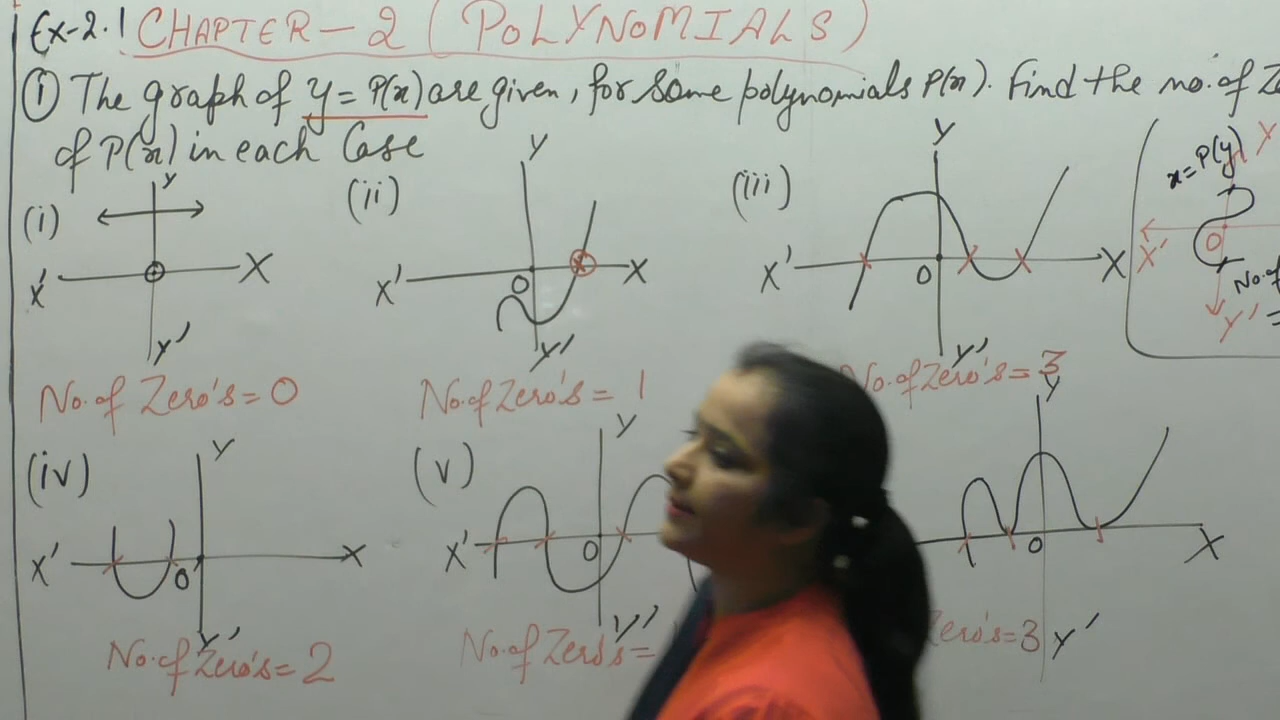 Ex-2.1 CHAPTER-2 (POLYNOMIALS)
① The graph of y = P(x) are given, for some polynomials P(x). Find the no. of
of P(x) in each Case
(i)
Y
X'
X
Y'
No. of Zero's = 0
(ii)
Y
X'
O
X
Y'
No. of Zero's = 1
(iii)
Y
X'
O
X
Y'
No. of Zero's = 3
x = P(y)
Y
X'
O
No. of
Y' =
(iv)
Y
X'
O
X
Y'
No. of Zero's = 2
(v)
Y
X'
O
Y'
No. of Zero's =
Y
O
X
Zero's = 3
Y'